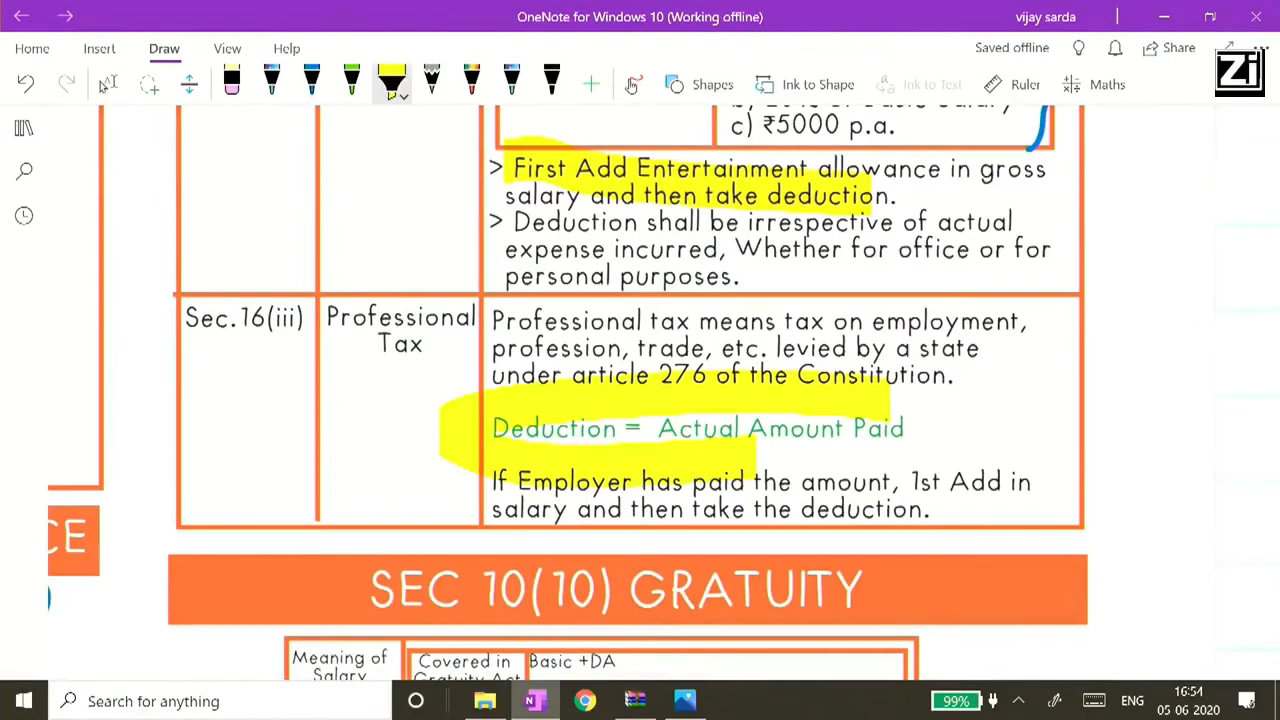 OneNote for Windows 10 (Working offline)
vijay sarda
Home
Insert
Draw
View
Help
Saved offline
Share
Zi
Shapes
Ink to Shape
Ink to Text
Ruler
Maths
c) ₹5000 p.a.
> First Add Entertainment allowance in gross
salary and then take deduction.
> Deduction shall be irrespective of actual
expense incurred, Whether for office or for
personal purposes.
Sec.16(iii)
Professional
Tax
Professional tax means tax on employment,
profession, trade, etc. levied by a state
under article 276 of the Constitution.
Deduction = Actual Amount Paid
If Employer has paid the amount, 1st Add in
salary and then take the deduction.
CE
SEC 10(10) GRATUITY
Meaning of
Salary
Covered in
Gratuity Act
Basic +DA
Search for anything
99%
ENG
16:54
05-06-2020